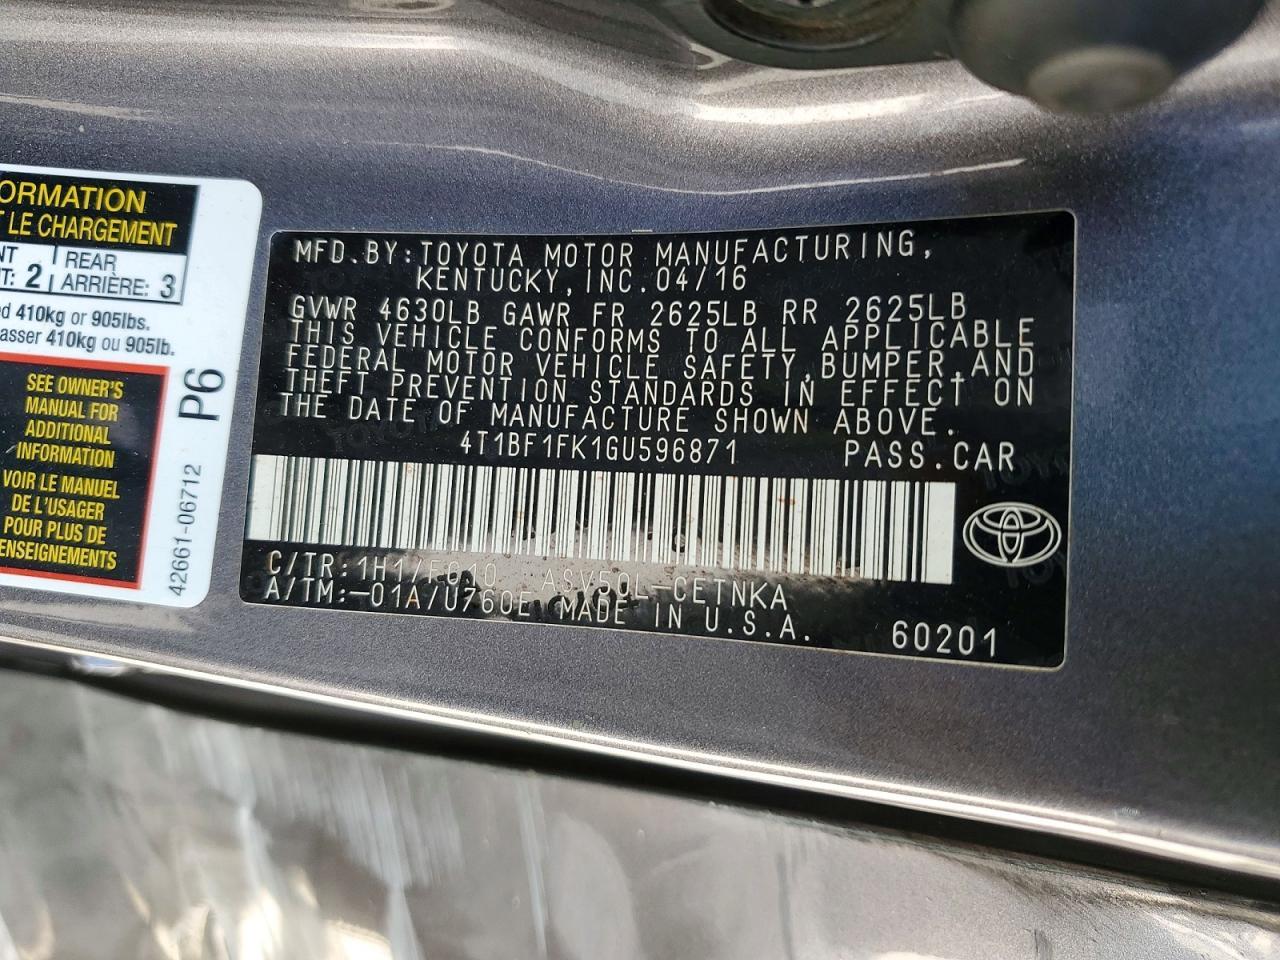 ORMATION
T LE CHARGEMENT
NT REAR
T: 2 ARRIÈRE: 3
d 410kg or 905lbs.
asser 410kg ou 905lb.
SEE OWNER'S
MANUAL FOR
ADDITIONAL
INFORMATION
VOIR LE MANUEL
DE L'USAGER
POUR PLUS DE
ENSEIGNEMENTS
P6
42661-06712
MFD.BY:TOYOTA MOTOR MANUFACTURING,
KENTUCKY,INC.04/16
GVWR 4630LB GAWR FR 2625LB RR 2625LB
THIS VEHICLE CONFORMS TO ALL APPLICABLE
FEDERAL MOTOR VEHICLE SAFETY,BUMPER,AND
THEFT PREVENTION STANDARDS IN EFFECT ON
THE DATE OF MANUFACTURE SHOWN ABOVE.
4T1BF1FK1GU596871 PASS.CAR
C/TR:1H1/FG10 ASV50L-CETNKA
A/TM:-01A/U760E MADE IN U.S.A.
60201